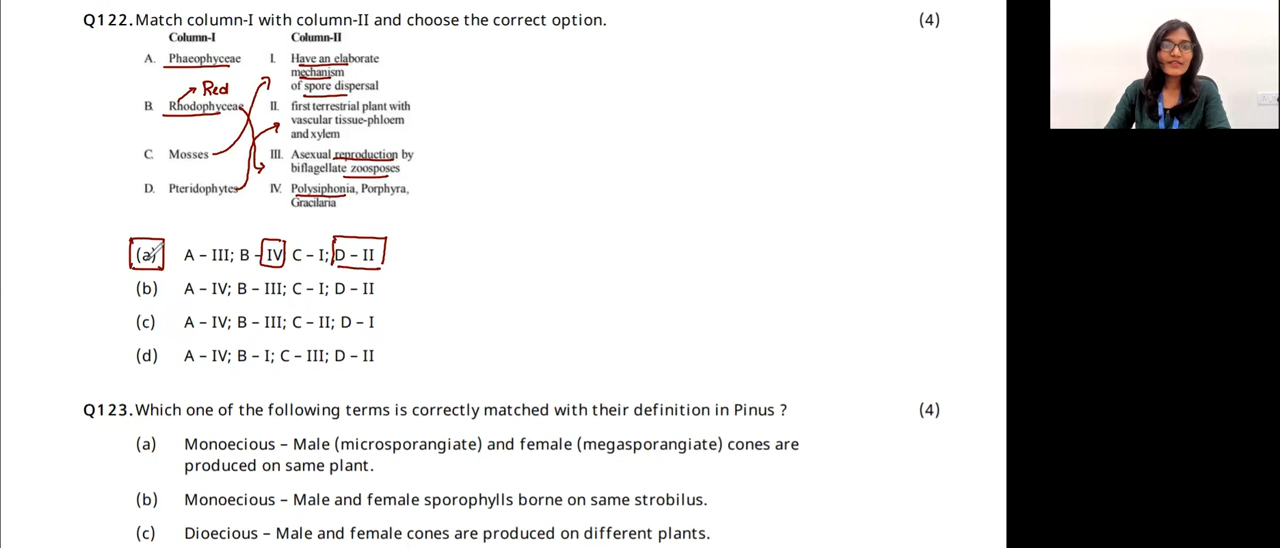 Q122. Match column-I with column-II and choose the correct option. (4)
Column-I Column-II
A. Phaeophyceae I. Have an elaborate
mechanism
of spore dispersal
Red
B. Rhodophyceae II. first terrestrial plant with
vascular tissue-phloem
and xylem
C. Mosses III. Asexual reproduction by
biflagellate zoospores
D. Pteridophytes IV. Polysiphonia, Porphyra,
Gracilaria
(a) A – III; B – IV C – I; D – II
(b) A – IV; B – III; C – I; D – II
(c) A – IV; B – III; C – II; D – I
(d) A – IV; B – I; C – III; D – II
Q123. Which one of the following terms is correctly matched with their definition in Pinus ? (4)
(a) Monoecious – Male (microsporangiate) and female (megasporangiate) cones are
produced on same plant.
(b) Monoecious – Male and female sporophylls borne on same strobilus.
(c) Dioecious – Male and female cones are produced on different plants.